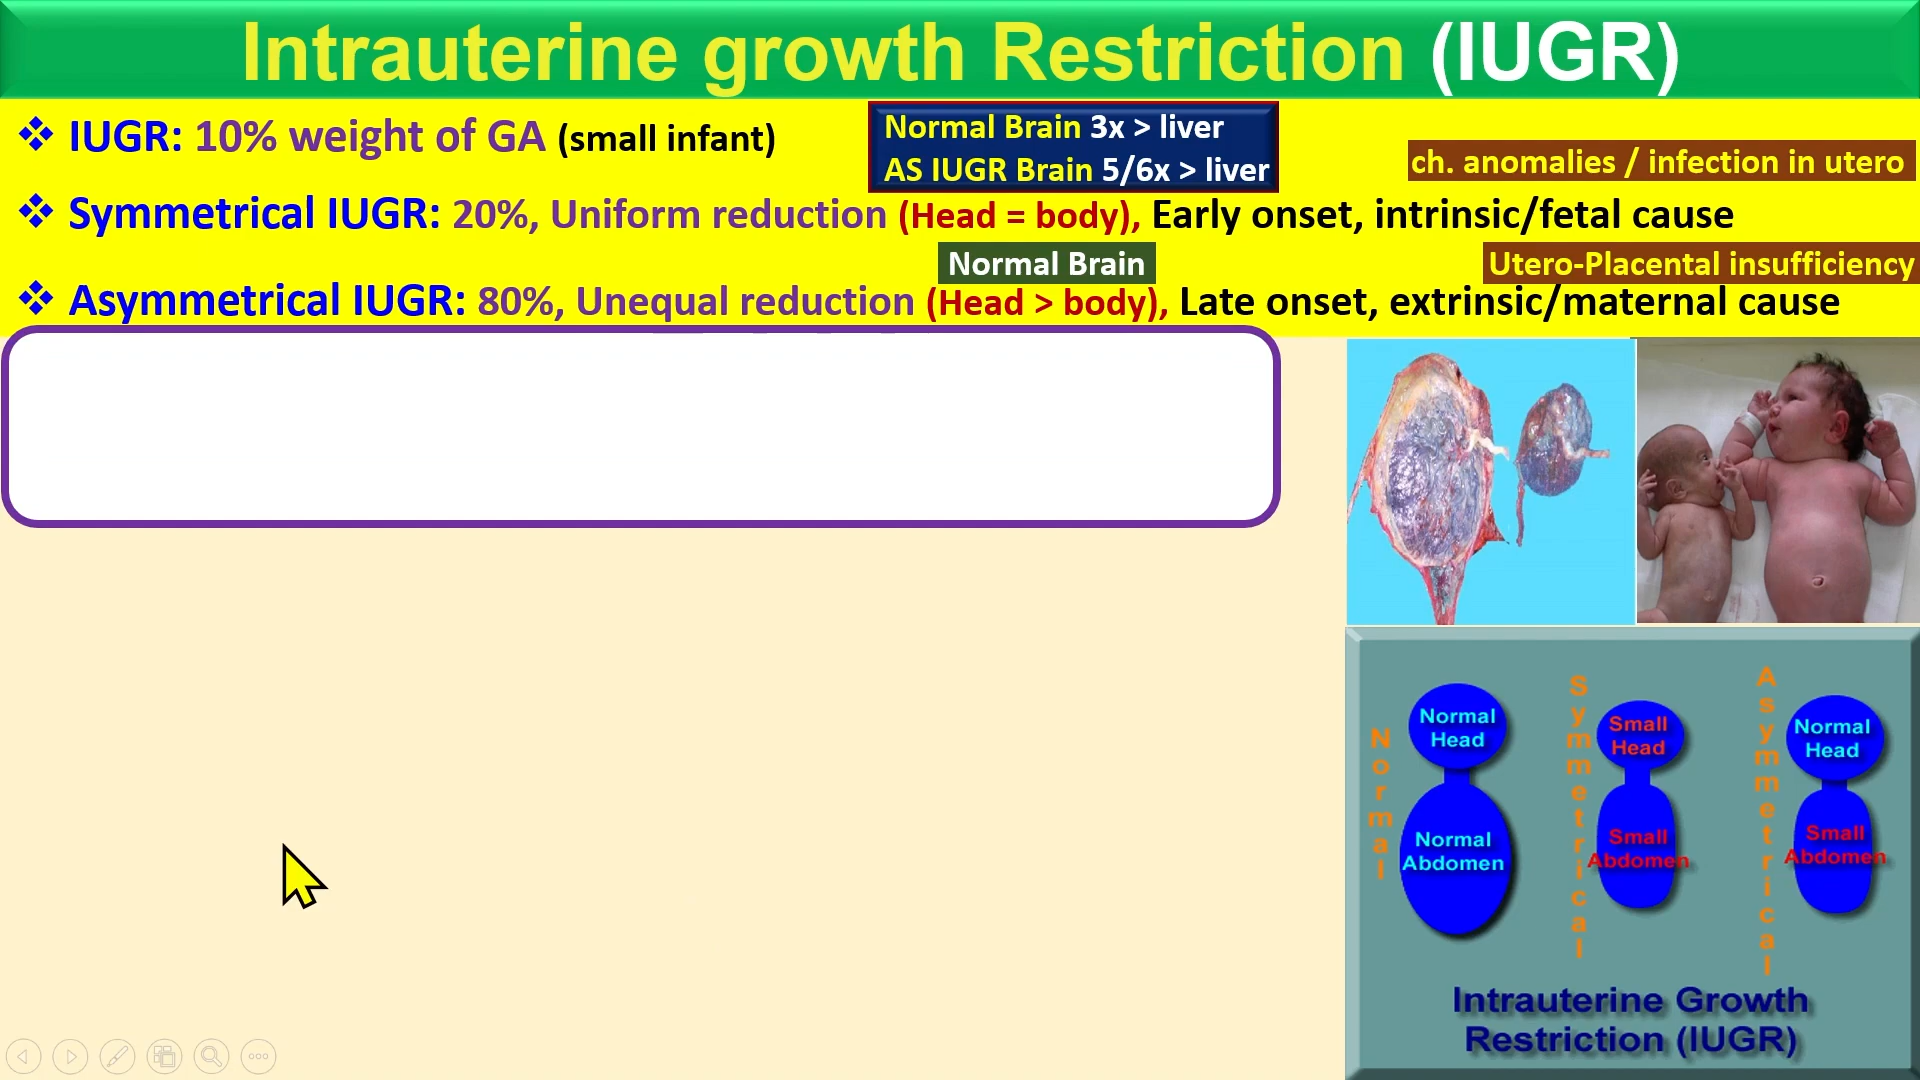 Intrauterine growth Restriction (IUGR)
❖ IUGR: 10% weight of GA (small infant)
Normal Brain 3x > liver
AS IUGR Brain 5/6x > liver
ch. anomalies / infection in utero
❖ Symmetrical IUGR: 20%, Uniform reduction (Head = body), Early onset, intrinsic/fetal cause
Normal Brain
Utero-Placental insufficiency
❖ Asymmetrical IUGR: 80%, Unequal reduction (Head > body), Late onset, extrinsic/maternal cause
Normal
Normal
Head
Normal
Abdomen
Symmetrical
Small
Head
Small
Abdomen
Asymmetrical
Normal
Head
Small
Abdomen
Intrauterine Growth
Restriction (IUGR)